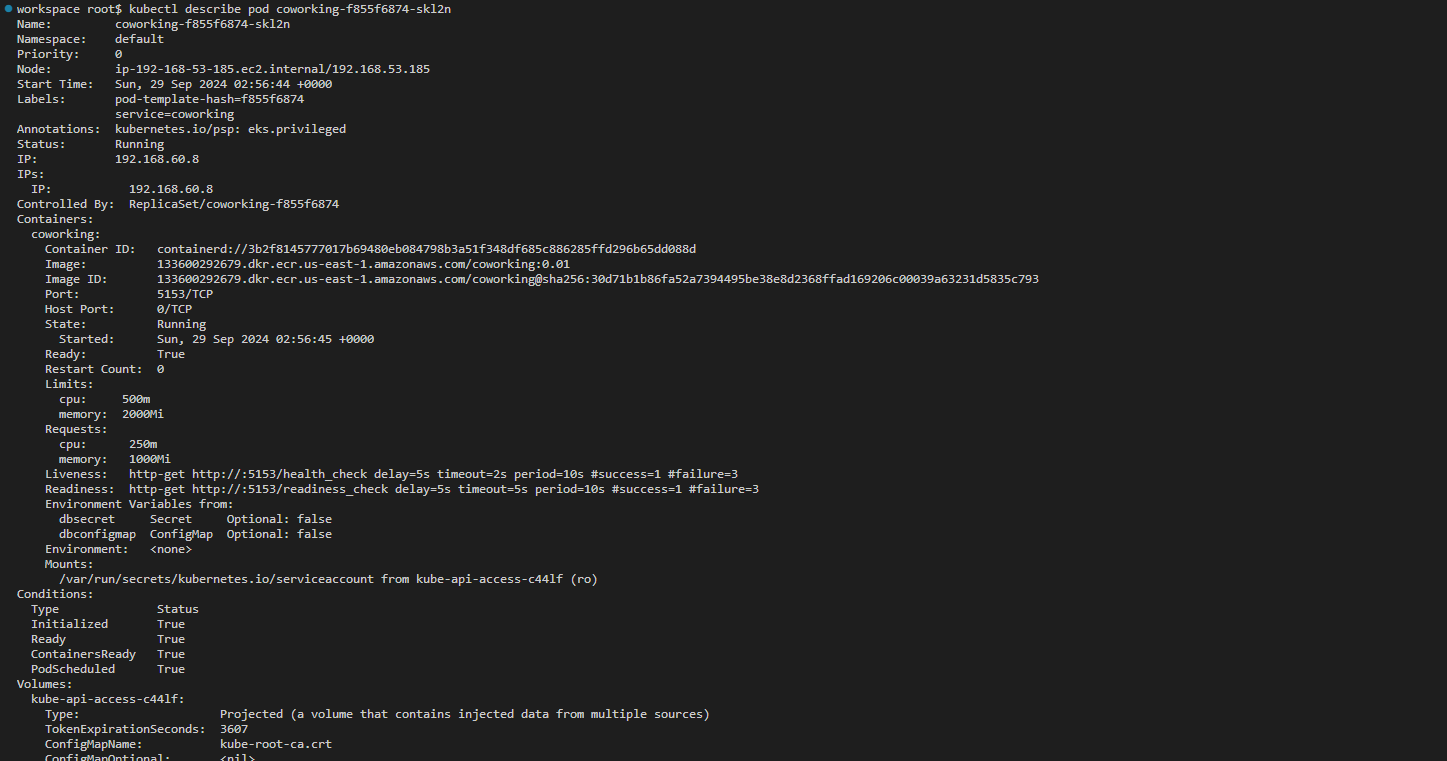 workspace root$ kubectl describe pod coworking-f855f6874-skl2n
Name:         coworking-f855f6874-skl2n
Namespace:    default
Priority:     0
Node:         ip-192-168-53-185.ec2.internal/192.168.53.185
Start Time:   Sun, 29 Sep 2024 02:56:44 +0000
Labels:       pod-template-hash=f855f6874
              service=coworking
Annotations:  kubernetes.io/psp: eks.privileged
Status:       Running
IP:           192.168.60.8
IPs:
  IP:           192.168.60.8
Controlled By:  ReplicaSet/coworking-f855f6874
Containers:
  coworking:
    Container ID:   containerd://3b2f8145777017b69480eb084798b3a51f348df685c886285ffd296b65dd088d
    Image:          133600292679.dkr.ecr.us-east-1.amazonaws.com/coworking:0.01
    Image ID:       133600292679.dkr.ecr.us-east-1.amazonaws.com/coworking@sha256:30d71b1b86fa52a7394495be38e8d2368ffad169206c00039a63231d5835c793
    Port:           5153/TCP
    Host Port:      0/TCP
    State:          Running
      Started:      Sun, 29 Sep 2024 02:56:45 +0000
    Ready:          True
    Restart Count:  0
    Limits:
      cpu:     500m
      memory:  2000Mi
    Requests:
      cpu:      250m
      memory:   1000Mi
    Liveness:   http-get http://:5153/health_check delay=5s timeout=2s period=10s #success=1 #failure=3
    Readiness:  http-get http://:5153/readiness_check delay=5s timeout=5s period=10s #success=1 #failure=3
    Environment Variables from:
      dbsecret     Secret     Optional: false
      dbconfigmap  ConfigMap  Optional: false
    Environment:   <none>
    Mounts:
      /var/run/secrets/kubernetes.io/serviceaccount from kube-api-access-c44lf (ro)
Conditions:
  Type              Status
  Initialized       True
  Ready             True
  ContainersReady   True
  PodScheduled      True
Volumes:
  kube-api-access-c44lf:
    Type:                    Projected (a volume that contains injected data from multiple sources)
    TokenExpirationSeconds:  3607
    ConfigMapName:           kube-root-ca.crt
    ConfigMapOptional:       <nil>